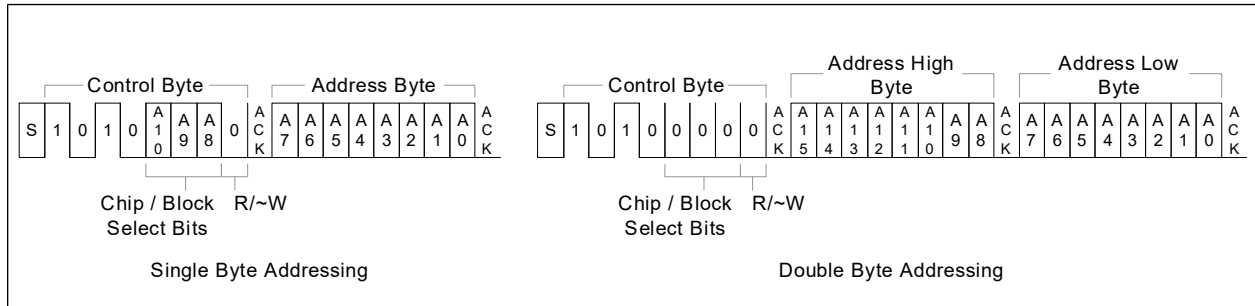 Control Byte
Address Byte
S 1 0 1 0 A10 A9 A8 0 ACK A7 A6 A5 A4 A3 A2 A1 A0 ACK
Chip / Block
Select Bits
R/~W
Single Byte Addressing
Control Byte
Address High
Byte
Address Low
Byte
S 1 0 1 0 0 0 0 0 ACK A15 A14 A13 A12 A11 A10 A9 A8 ACK A7 A6 A5 A4 A3 A2 A1 A0 ACK
Chip / Block
Select Bits
R/~W
Double Byte Addressing